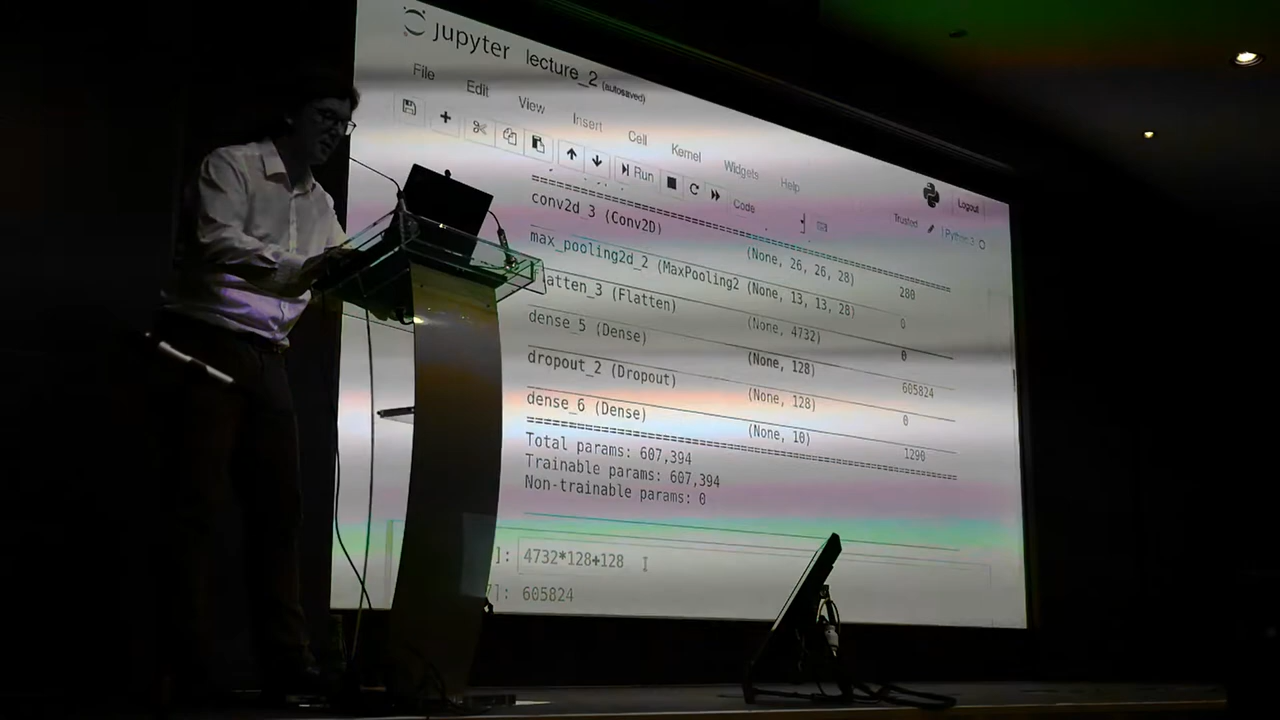 jupyter lecture_2 (autosaved)
File Edit View Insert Cell Kernel Widgets Help
Logout
Run Code Trusted Python 3
conv2d_3 (Conv2D) (None, 26, 26, 28) 280
max_pooling2d_2 (MaxPooling2 (None, 13, 13, 28) 0
latten_3 (Flatten) (None, 4732) 0
dense_5 (Dense) (None, 128) 605824
dropout_2 (Dropout) (None, 128) 0
dense_6 (Dense) (None, 10) 1290
Total params: 607,394
Trainable params: 607,394
Non-trainable params: 0
]: 4732*128+128
]: 605824